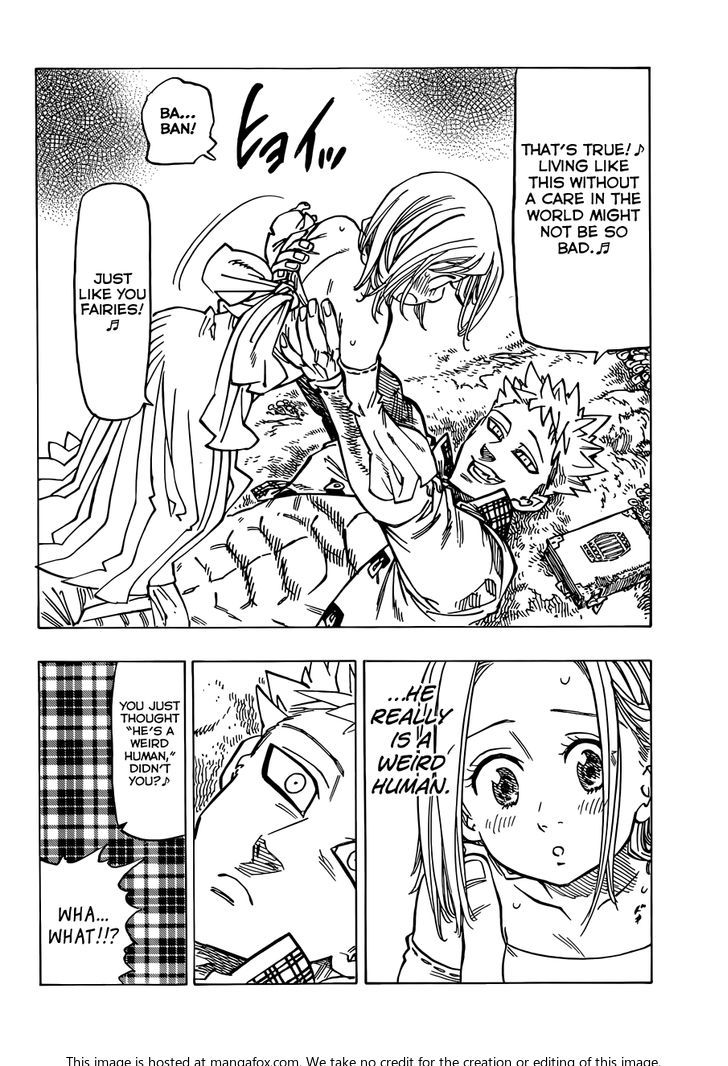 THAT'S TRUE!♪
LIVING LIKE
THIS WITHOUT
A CARE IN THE
WORLD MIGHT
NOT BE SO
BAD.♬
ヒョイッ
BA...
BAN!
JUST
LIKE YOU
FAIRIES!
♬
...HE
REALLY
IS A
WEIRD
HUMAN.
YOU JUST
THOUGHT
"HE'S A
WEIRD
HUMAN,"
DIDN'T
YOU?♪
WHA...
WHAT!!?
This image is hosted at mangafox.com. We take no credit for the creation or editing of this image.